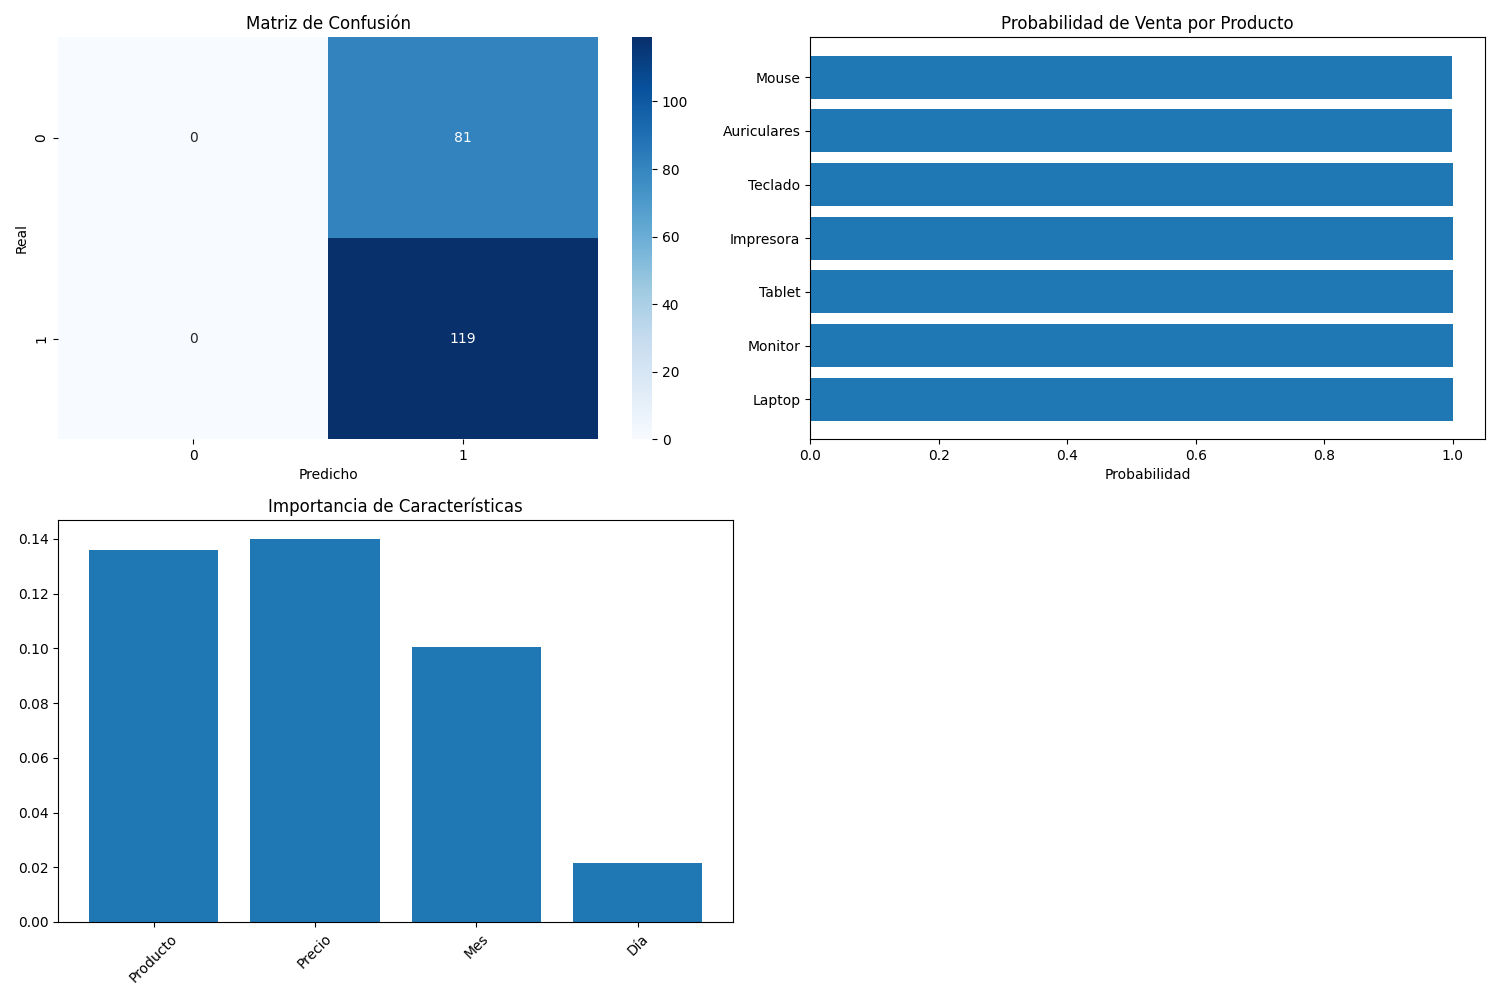 Matriz de Confusión
0
81
0
119
Real
0
1
0
1
Predicho
100
80
60
40
20
0
Probabilidad de Venta por Producto
Mouse
Auriculares
Teclado
Impresora
Tablet
Monitor
Laptop
0.0 0.2 0.4 0.6 0.8 1.0
Probabilidad
Importancia de Características
0.14
0.12
0.10
0.08
0.06
0.04
0.02
0.00
Producto Precio Mes Día